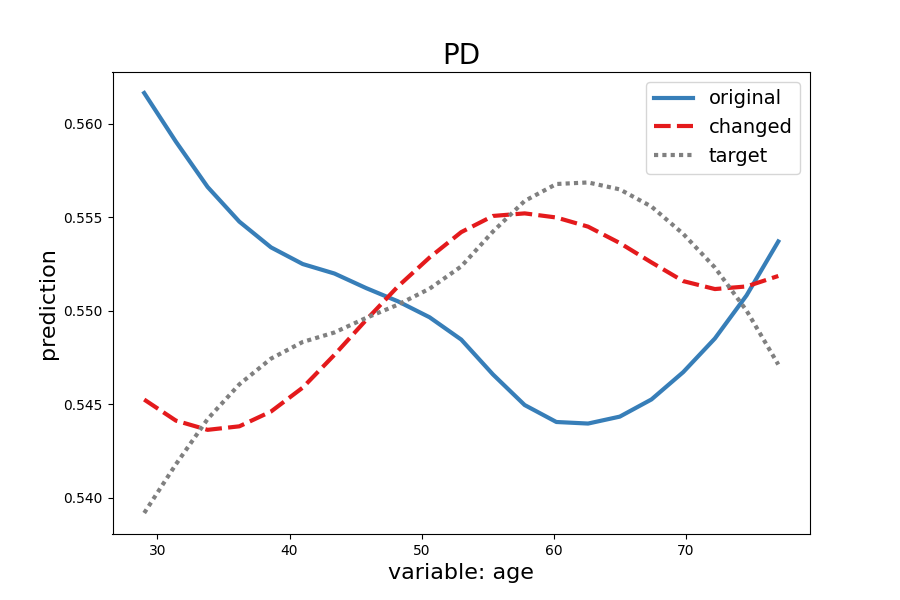 PD
original
changed
target
prediction
0.560
0.555
0.550
0.545
0.540
30 40 50 60 70
variable: age